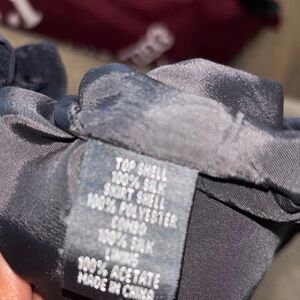 TOP SHELL
100% SILK
SKIRT SHELL
100% POLYESTER
COMBO
100% SILK
LINING
100% ACETATE
MADE IN CHINA